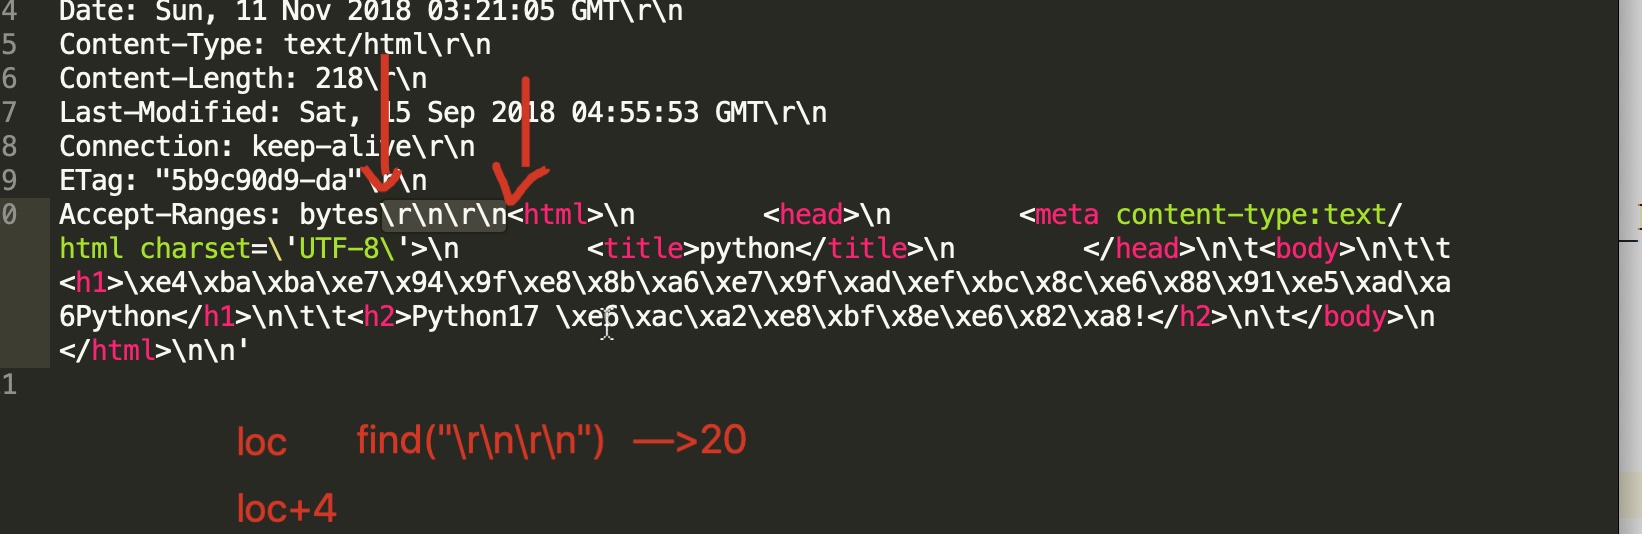 4 Date: Sun, 11 Nov 2018 03:21:05 GMT\r\n
5 Content-Type: text/html\r\n
6 Content-Length: 218\r\n
7 Last-Modified: Sat, 15 Sep 2018 04:55:53 GMT\r\n
8 Connection: keep-alive\r\n
9 ETag: "5b9c90d9-da"\r\n
0 Accept-Ranges: bytes\r\n\r\n<html>\n        <head>\n        <meta content-type:text/
html charset=\'UTF-8\'>\n        <title>python</title>\n        </head>\n\t<body>\n\t\t
<h1>\xe4\xba\xba\xe7\x94\x9f\xe8\x8b\xa6\xe7\x9f\xad\xef\xbc\x8c\xe6\x88\x91\xe5\xad\xa
6Python</h1>\n\t\t<h2>Python17 \xe6\xac\xa2\xe8\xbf\x8e\xe6\x82\xa8!</h2>\n\t</body>\n
</html>\n\n'
1
loc find("\r\n\r\n") —>20
loc+4